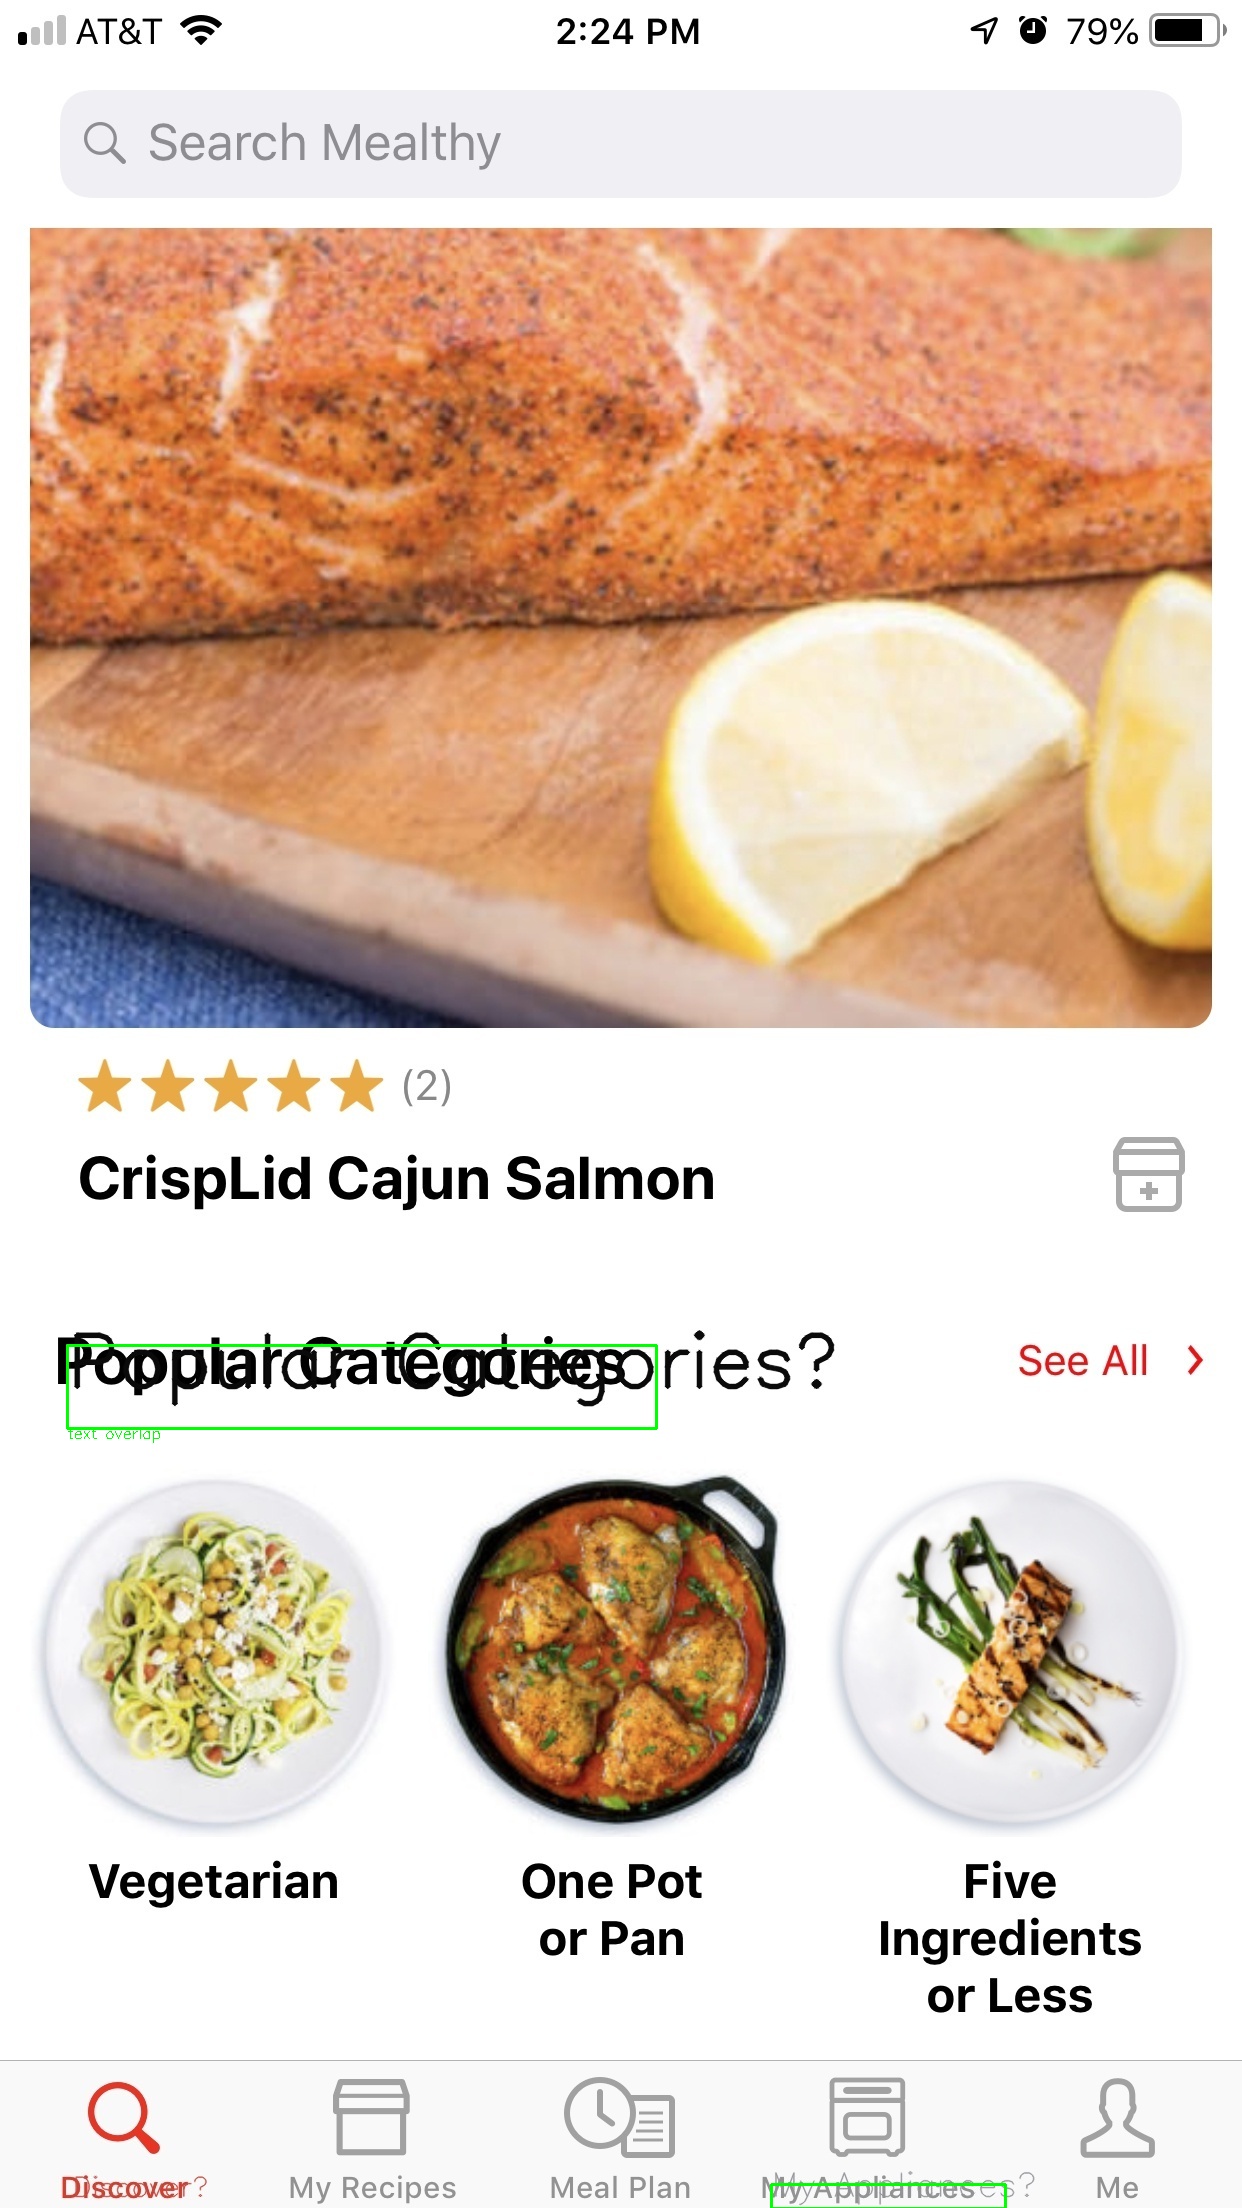 AT&T 2:24 PM 79%
Search Mealthy
(2)
CrispLid Cajun Salmon
Popular Categories
Popular Categories?
See All
text overlap
Vegetarian
One Pot
or Pan
Five
Ingredients
or Less
Discover
Discover?
My Recipes
Meal Plan
My Appliances
My Appliances?
Me